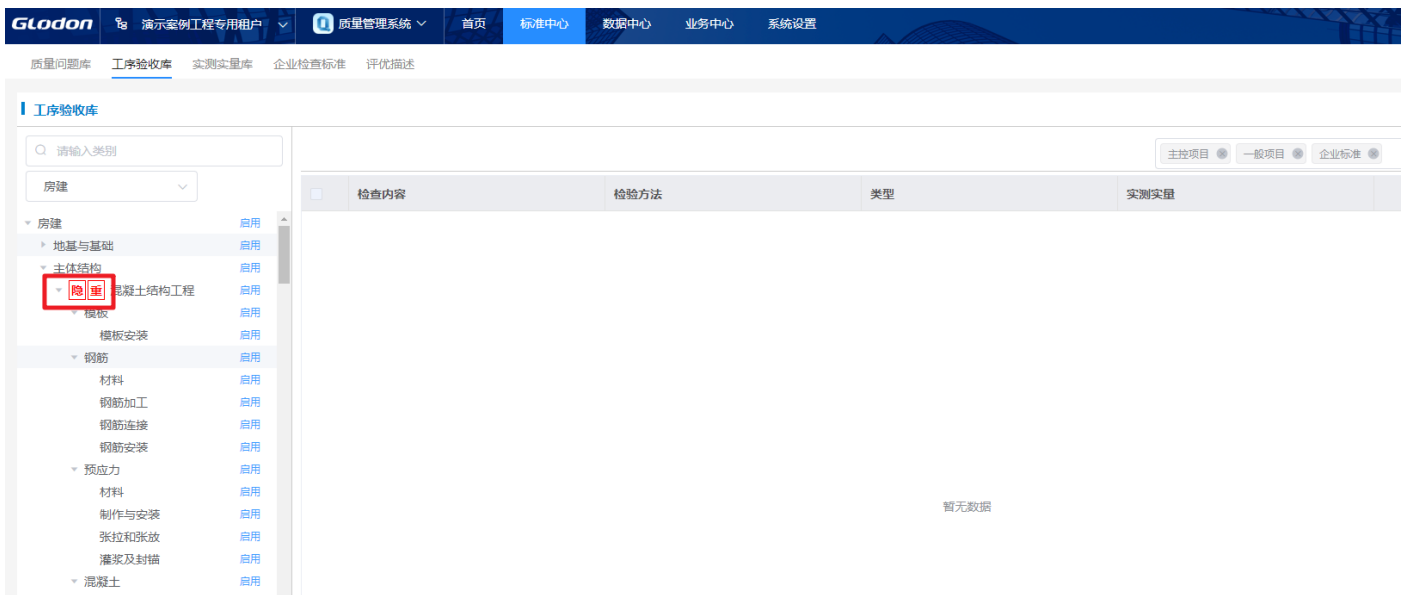 GLODON 演示案例工程专用租户 质量管理系统 首页 标准中心 数据中心 业务中心 系统设置
质量问题库 工序验收库 实测实量库 企业检查标准 评优描述
工序验收库
请输入类别
主控项目 一般项目 企业标准
房建
检查内容 检验方法 类型 实测实量
房建 启用
地基与基础 启用
主体结构 启用
隐 重 混凝土结构工程 启用
模板 启用
模板安装 启用
钢筋 启用
材料 启用
钢筋加工 启用
钢筋连接 启用
钢筋安装 启用
预应力 启用
材料 启用
制作与安装 启用
暂无数据
张拉和张放 启用
灌浆及封锚 启用
混凝土 启用